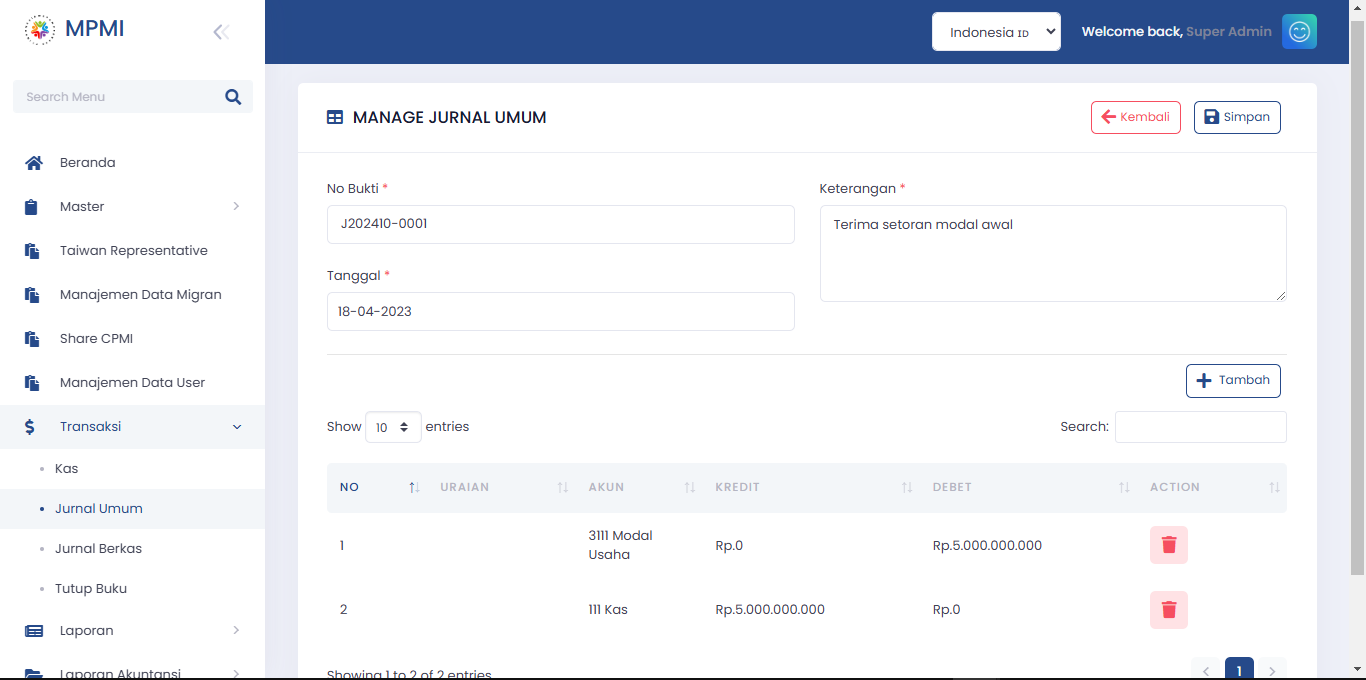 MPMI
Indonesia ID
Welcome back, Super Admin
Search Menu
Beranda
Master
Taiwan Representative
Manajemen Data Migran
Share CPMI
Manajemen Data User
Transaksi
Kas
Jurnal Umum
Jurnal Berkas
Tutup Buku
Laporan
Laporan Akuntansi
MANAGE JURNAL UMUM
Kembali
Simpan
No Bukti *
J202410-0001
Keterangan *
Terima setoran modal awal
Tanggal *
18-04-2023
Tambah
Show 10 entries
Search:
NO URAIAN AKUN KREDIT DEBET ACTION
1 3111 Modal Usaha Rp.0 Rp.5.000.000.000
2 111 Kas Rp.5.000.000.000 Rp.0
Showing 1 to 2 of 2 entries
1